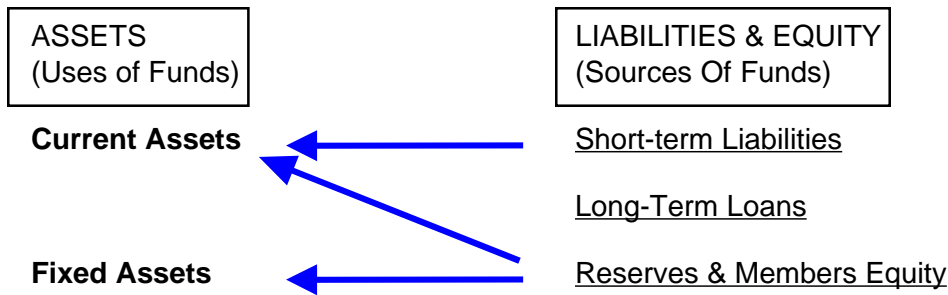 ASSETS
(Uses of Funds)
LIABILITIES & EQUITY
(Sources Of Funds)
Current Assets
Short-term Liabilities
Long-Term Loans
Fixed Assets
Reserves & Members Equity